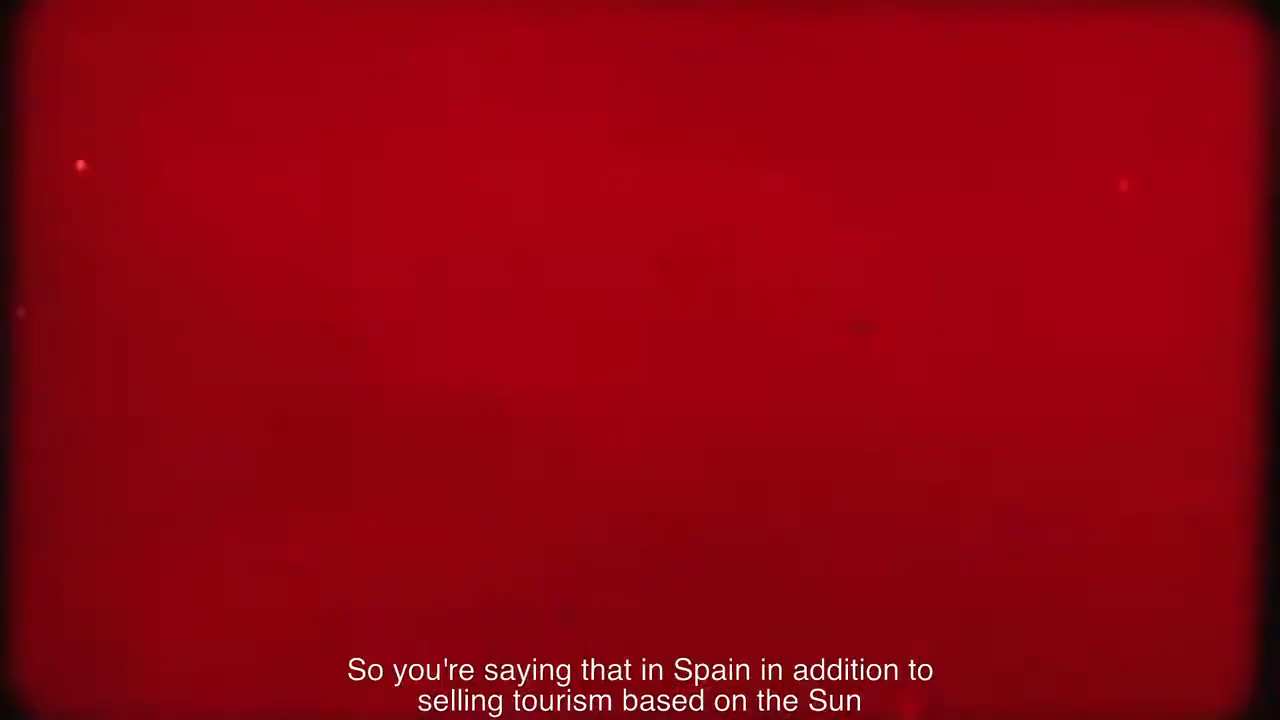 So you're saying that in Spain in addition to
selling tourism based on the Sun